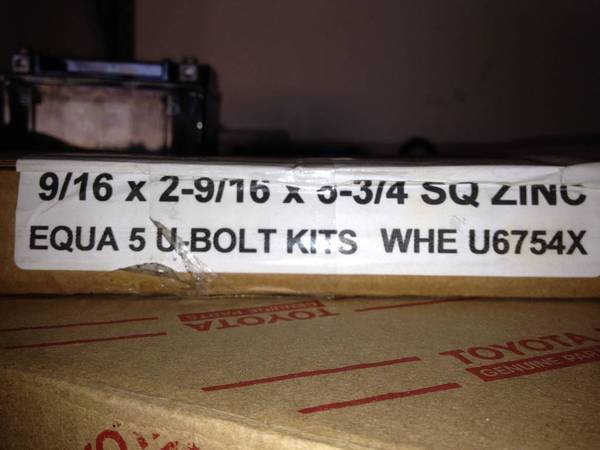 9/16 x 2-9/16 x 5-3/4 SQ ZINC
EQUA 5 U-BOLT KITS WHE U6754X
TOYOTA
GENUINE PARTS
TOYOTA
GENUINE PAR